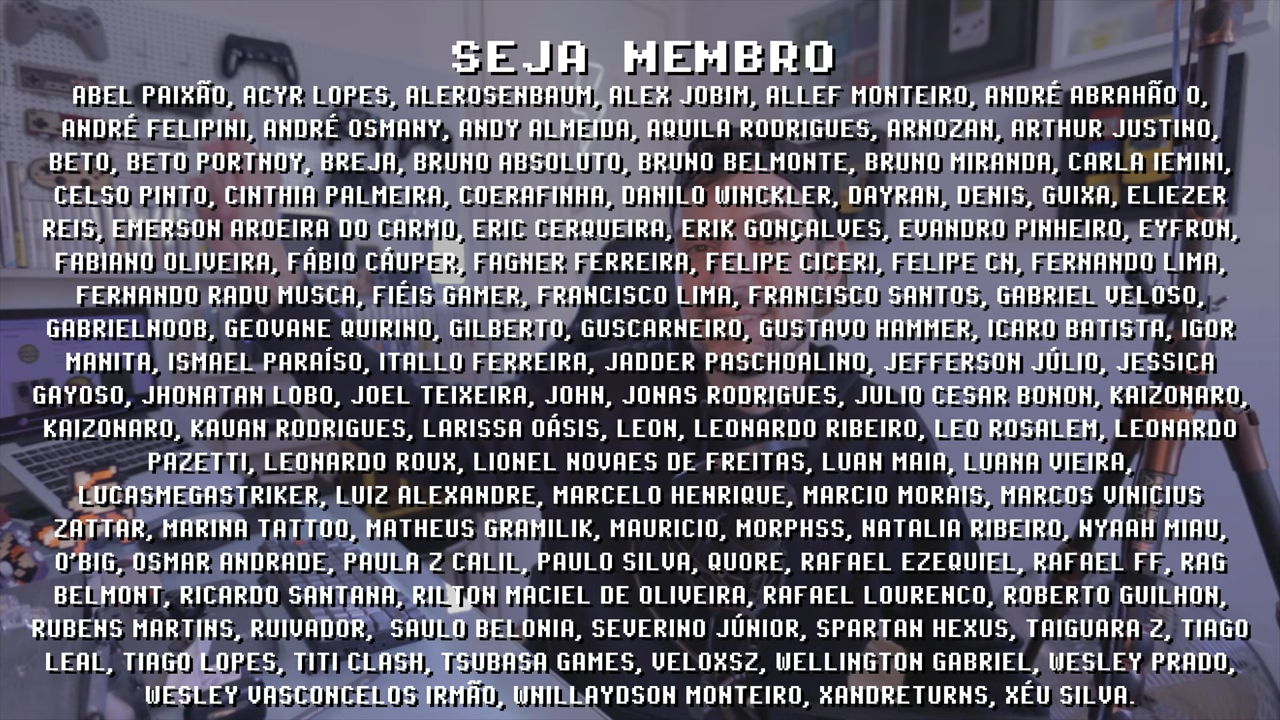 SEJA MEMBRO
ABEL PAIXÃO, ACYR LOPES, ALEROSENBAUM, ALEX JOBIM, ALLEF MONTEIRO, ANDRÉ ABRAHÃO O,
ANDRÉ FELIPINI, ANDRÉ OSMANY, ANDY ALMEIDA, AQUILA RODRIGUES, ARNOZAN, ARTHUR JUSTINO,
BETO, BETO PORTNOY, BREJA, BRUNO ABSOLUTO, BRUNO BELMONTE, BRUNO MIRANDA, CARLA IEMINI,
CELSO PINTO, CINTHIA PALMEIRA, COERAFINHA, DANILO WINCKLER, DAYRAN, DENIS, GUIXA, ELIEZER
REIS, EMERSON AROEIRA DO CARMO, ERIC CERQUEIRA, ERIK GONÇALVES, EVANDRO PINHEIRO, EYFRON,
FABIANO OLIVEIRA, FÁBIO CÁUPER, FAGNER FERREIRA, FELIPE CICERI, FELIPE CN, FERNANDO LIMA,
FERNANDO RADU MUSCA, FIÉIS GAMER, FRANCISCO LIMA, FRANCISCO SANTOS, GABRIEL VELOSO,
GABRIELNOOB, GEOVANE QUIRINO, GILBERTO, GUSCARNEIRO, GUSTAVO HAMMER, ICARO BATISTA, IGOR
MANITA, ISMAEL PARAÍSO, ITALLO FERREIRA, JADDER PASCHOALINO, JEFFERSON JÚLIO, JESSICA
GAYOSO, JHONATAN LOBO, JOEL TEIXEIRA, JOHN, JONAS RODRIGUES, JULIO CESAR BONON, KAIZONARO,
KAIZONARO, KAUAN RODRIGUES, LARISSA OÁSIS, LEON, LEONARDO RIBEIRO, LEO ROSALEM, LEONARDO
PAZETTI, LEONARDO ROUX, LIONEL NOVAES DE FREITAS, LUAN MAIA, LUANA VIEIRA,
LUCASMEGASTRIKER, LUIZ ALEXANDRE, MARCELO HENRIQUE, MARCIO MORAIS, MARCOS VINICIUS
ZATTAR, MARINA TATTOO, MATHEUS GRAMILIK, MAURICIO, MORPHSS, NATALIA RIBEIRO, NYAAH MIAU,
O'BIG, OSMAR ANDRADE, PAULA Z CALIL, PAULO SILVA, QUORE, RAFAEL EZEQUIEL, RAFAEL FF, RAG
BELMONT, RICARDO SANTANA, RILTON MACIEL DE OLIVEIRA, RAFAEL LOURENCO, ROBERTO GUILHON,
RUBENS MARTINS, RUIVADOR, SAULO BELONIA, SEVERINO JÚNIOR, SPARTAN HEXUS, TAIGUARA Z, TIAGO
LEAL, TIAGO LOPES, TITI CLASH, TSUBASA GAMES, VELOXSZ, WELLINGTON GABRIEL, WESLEY PRADO,
WESLEY VASCONCELOS IRMÃO, WHILLAYDSON MONTEIRO, XANDRETURNS, XÉU SILVA.